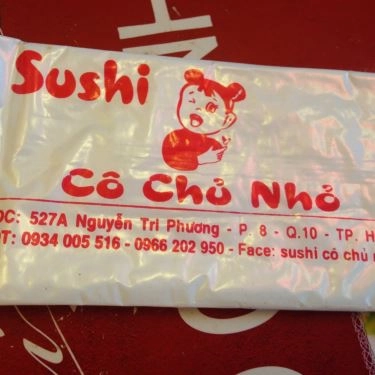 Sushi
Cô Chủ Nhỏ
ĐC: 527A Nguyễn Tri Phương - P. 8 - Q.10 - TP. H
ĐT: 0934 005 516 - 0966 202 950 - Face: sushi cô chủ